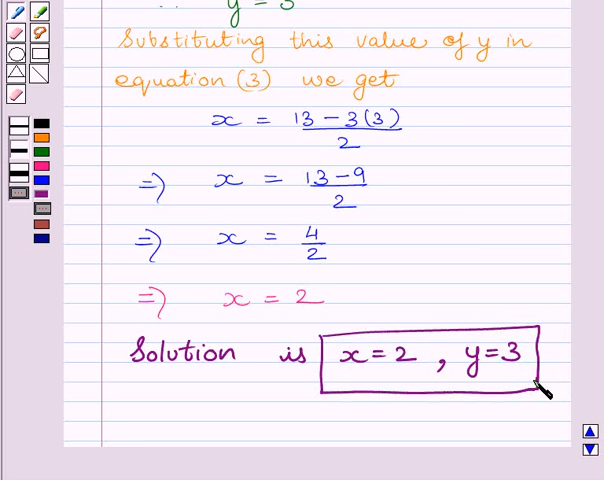 ∴ y = 3
Substituting this value of y in
equation (3) we get
x = 13 - 3(3) / 2
⇒ x = 13 - 9 / 2
⇒ x = 4 / 2
⇒ x = 2
Solution is x = 2 , y = 3